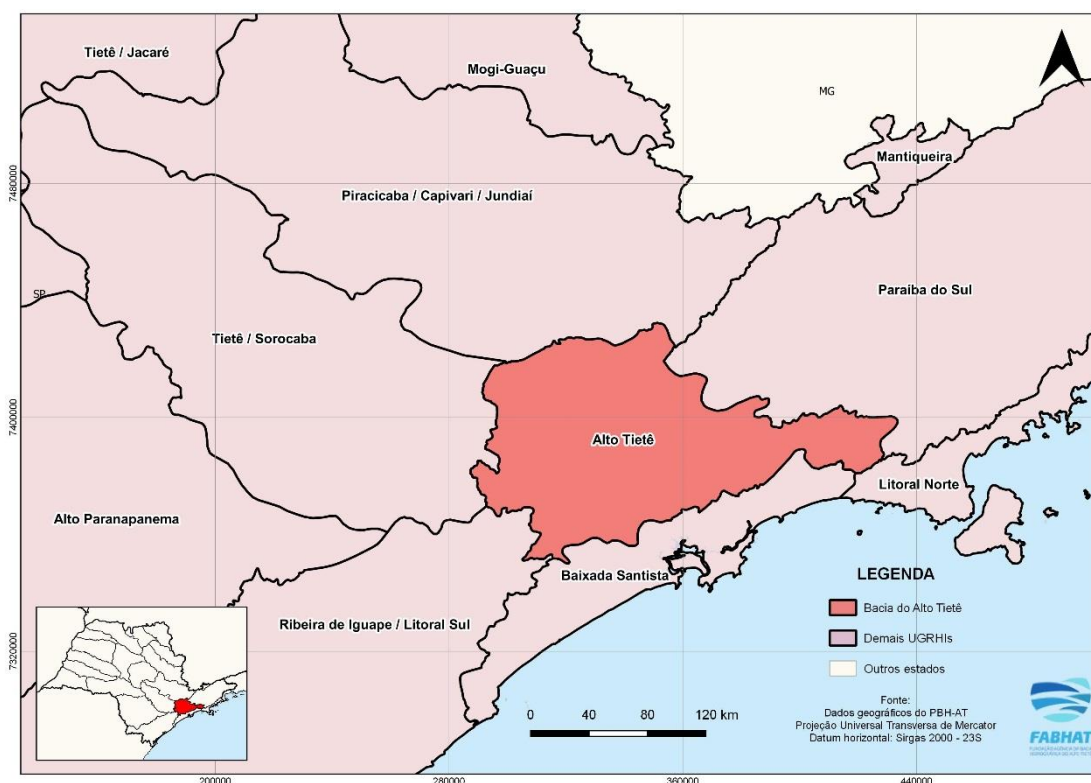 Tietê / Jacaré
Mogi-Guaçu
MG
Mantiqueira
7480000
Piracicaba / Capivari / Jundiaí
Paraíba do Sul
SP
Tietê / Sorocaba
7400000
Alto Tietê
Litoral Norte
Alto Paranapanema
Baixada Santista
Ribeira de Iguape / Litoral Sul
7320000
LEGENDA
Bacia do Alto Tietê
Demais UGRHIs
Outros estados
Fonte:
Dados geográficos do PBH-AT
Projeção Universal Transversa de Mercator
Datum horizontal: Sirgas 2000 - 23S
0 40 80 120 km
FABHAT
200000 280000 360000 440000